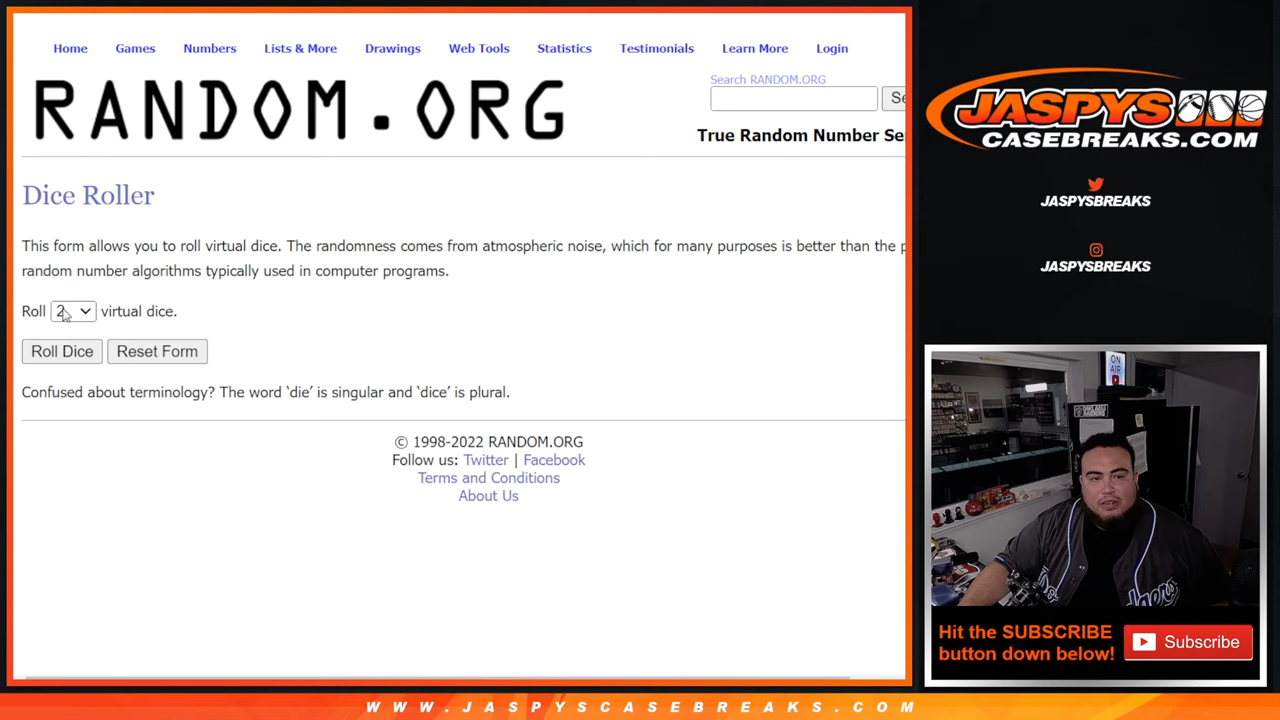 Home Games Numbers Lists & More Drawings Web Tools Statistics Testimonials Learn More Login
RANDOM.ORG
Search RANDOM.ORG
Se
True Random Number Se
Dice Roller
This form allows you to roll virtual dice. The randomness comes from atmospheric noise, which for many purposes is better than the p
random number algorithms typically used in computer programs.
Roll 2 virtual dice.
Roll Dice Reset Form
Confused about terminology? The word ‘die’ is singular and ‘dice’ is plural.
© 1998-2022 RANDOM.ORG
Follow us: Twitter | Facebook
Terms and Conditions
About Us
JASPYS
CASEBREAKS.COM
JASPYSBREAKS
JASPYSBREAKS
ON
AIR
Hit the SUBSCRIBE
button down below!
Subscribe
WWW.JASPYSCASEBREAKS.COM